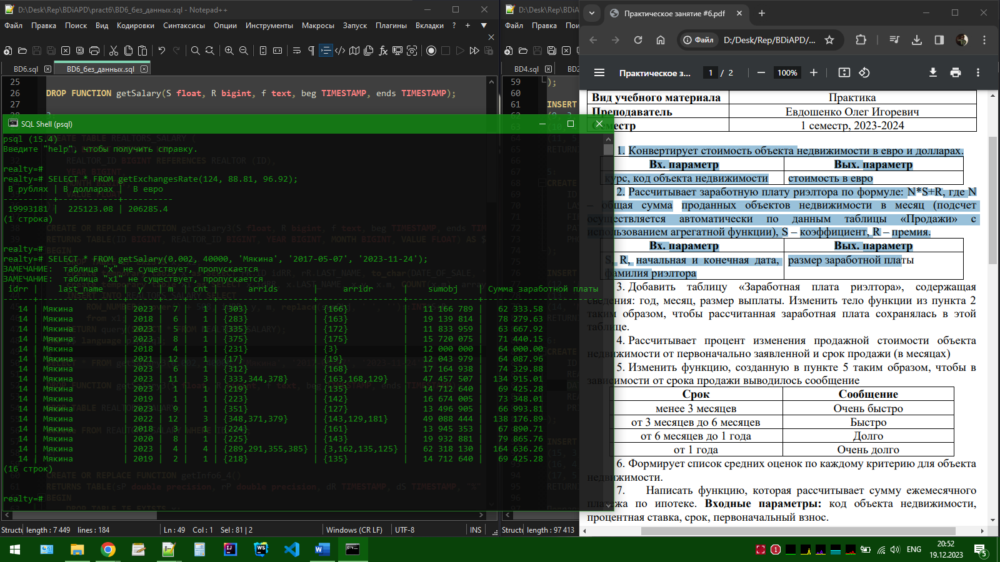 D:\Desk\Rep\BDiAPD\pract6\BD6_без_данных.sql - Notepad++
Файл Правка Поиск Вид Кодировки Синтаксисы Опции Инструменты Макросы Запуск Плагины Вкладки ? +
BD6.sql BD6_без_данных.sql
25
26 DROP FUNCTION getSalary(S float, R bigint, f text, beg TIMESTAMP, ends TIMESTAMP);
27
SQL Shell (psql)
psql (15.4)
Введите "help", чтобы получить справку.
realty=#
realty=# SELECT * FROM getExchangesRate(124, 88.81, 96.92);
В рублях | В долларах | В евро
----------+------------+----------
19993181 | 225123.08 | 206285.4
(1 строка)
realty=#
realty=# SELECT * FROM getSalary(0.002, 40000, 'Мякина', '2017-05-07', '2023-11-24');
ЗАМЕЧАНИЕ: таблица "x" не существует, пропускается
ЗАМЕЧАНИЕ: таблица "x1" не существует, пропускается
idrr | last_name | y | m | cnt | arrids | arridr | sumobj | Сумма заработной платы
14 | Мякина | 2023 | 7 | 1 | {303} | {166} | 11 166 789 | 62 333.58
14 | Мякина | 2018 | 6 | 1 | {283} | {163} | 19 139 814 | 78 279.63
14 | Мякина | 2023 | 5 | 1 | {335} | {172} | 11 833 959 | 63 667.92
14 | Мякина | 2023 | 8 | 1 | {375} | {175} | 15 720 075 | 71 440.15
14 | Мякина | 2018 | 4 | 1 | {231} | {3} | 12 000 000 | 64 000.00
14 | Мякина | 2021 | 12 | 1 | {17} | {19} | 12 043 979 | 64 087.96
14 | Мякина | 2023 | 6 | 1 | {312} | {168} | 17 164 938 | 74 329.88
14 | Мякина | 2023 | 11 | 3 | {333,344,378} | {163,168,129} | 47 457 507 | 134 915.01
14 | Мякина | 2023 | 1 | 1 | {219} | {135} | 14 712 640 | 69 425.28
14 | Мякина | 2019 | 1 | 1 | {223} | {142} | 16 674 005 | 73 348.01
14 | Мякина | 2023 | 9 | 1 | {351} | {127} | 13 496 905 | 66 993.81
14 | Мякина | 2022 | 12 | 3 | {348,371,379} | {143,129,181} | 49 088 444 | 138 176.89
14 | Мякина | 2018 | 5 | 1 | {224} | {161} | 13 945 353 | 67 890.71
14 | Мякина | 2020 | 8 | 1 | {225} | {143} | 19 932 881 | 79 865.76
14 | Мякина | 2023 | 4 | 4 | {289,291,355,385} | {3,162,135,125} | 62 318 130 | 164 636.26
14 | Мякина | 2019 | 2 | 1 | {218} | {135} | 14 712 640 | 69 425.28
(16 строк)
realty=#
length : 7 449 lines : 184 Ln : 49 Col : 1 Sel : 81 | 2 Windows (CR LF) UTF-8 INS
D:\Desk\Rep\BDiAPD\
Файл Правка
BD4.sql
59 );
60
61 INSERT
length : 97 413
Практическое занятие #6.pdf
Файл D:/Desk/Rep/BDiAPD/...
Практическое з... 1 / 2 100%
Вид учебного материала Практика
Преподаватель Евдошенко Олег Игоревич
1 семестр, 2023-2024
1. Конвертирует стоимость объекта недвижимости в евро и долларах.
Вх. параметр Вых. параметр
курс, код объекта недвижимости стоимость в евро
2. Рассчитывает заработную плату риэлтора по формуле: N*S+R, где N
– общая сумма проданных объектов недвижимости в месяц (подсчет
осуществляется автоматически по данным таблицы «Продажи» с
использованием агрегатной функции), S – коэффициент, R – премия.
Вх. параметр Вых. параметр
S, R, начальная и конечная дата, размер заработной платы
фамилия риэлтора
3. Добавить таблицу «Заработная плата риэлтора», содержащая
сведения: год, месяц, размер выплаты. Изменить тело функции из пункта 2
таким образом, чтобы рассчитанная заработная плата сохранялась в этой
таблице.
4. Рассчитывает процент изменения продажной стоимости объекта
недвижимости от первоначально заявленной и срок продажи (в месяцах)
5. Изменить функцию, созданную в пункте 5 таким образом, чтобы в
зависимости от срока продажи выводилось сообщение
Срок Сообщение
менее 3 месяцев Очень быстро
от 3 месяцев до 6 месяцев Быстро
от 6 месяцев до 1 года Долго
от 1 года Очень долго
6. Формирует список средних оценок по каждому критерию для объекта
недвижимости.
7. Написать функцию, которая рассчитывает сумму ежемесячного
платежа по ипотеке. Входные параметры: код объекта недвижимости,
процентная ставка, срок, первоначальный взнос.
ENG
20:52
19.12.2023
5